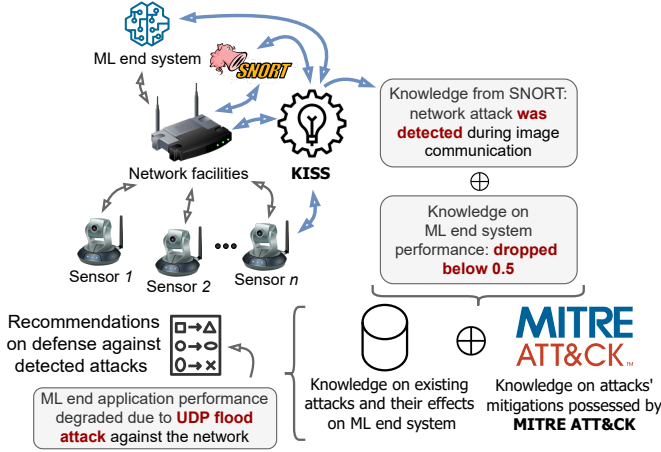 ML end system
SNORT
Network facilities
KISS
Sensor 1
Sensor 2
Sensor n
Knowledge from SNORT:
network attack was
detected during image
communication
Knowledge on
ML end system
performance: dropped
below 0.5
MITRE
ATT&CK™
Knowledge on existing
attacks and their effects
on ML end system
Knowledge on attacks'
mitigations possessed by
MITRE ATT&CK
Recommendations
on defense against
detected attacks
ML end application performance
degraded due to UDP flood
attack against the network